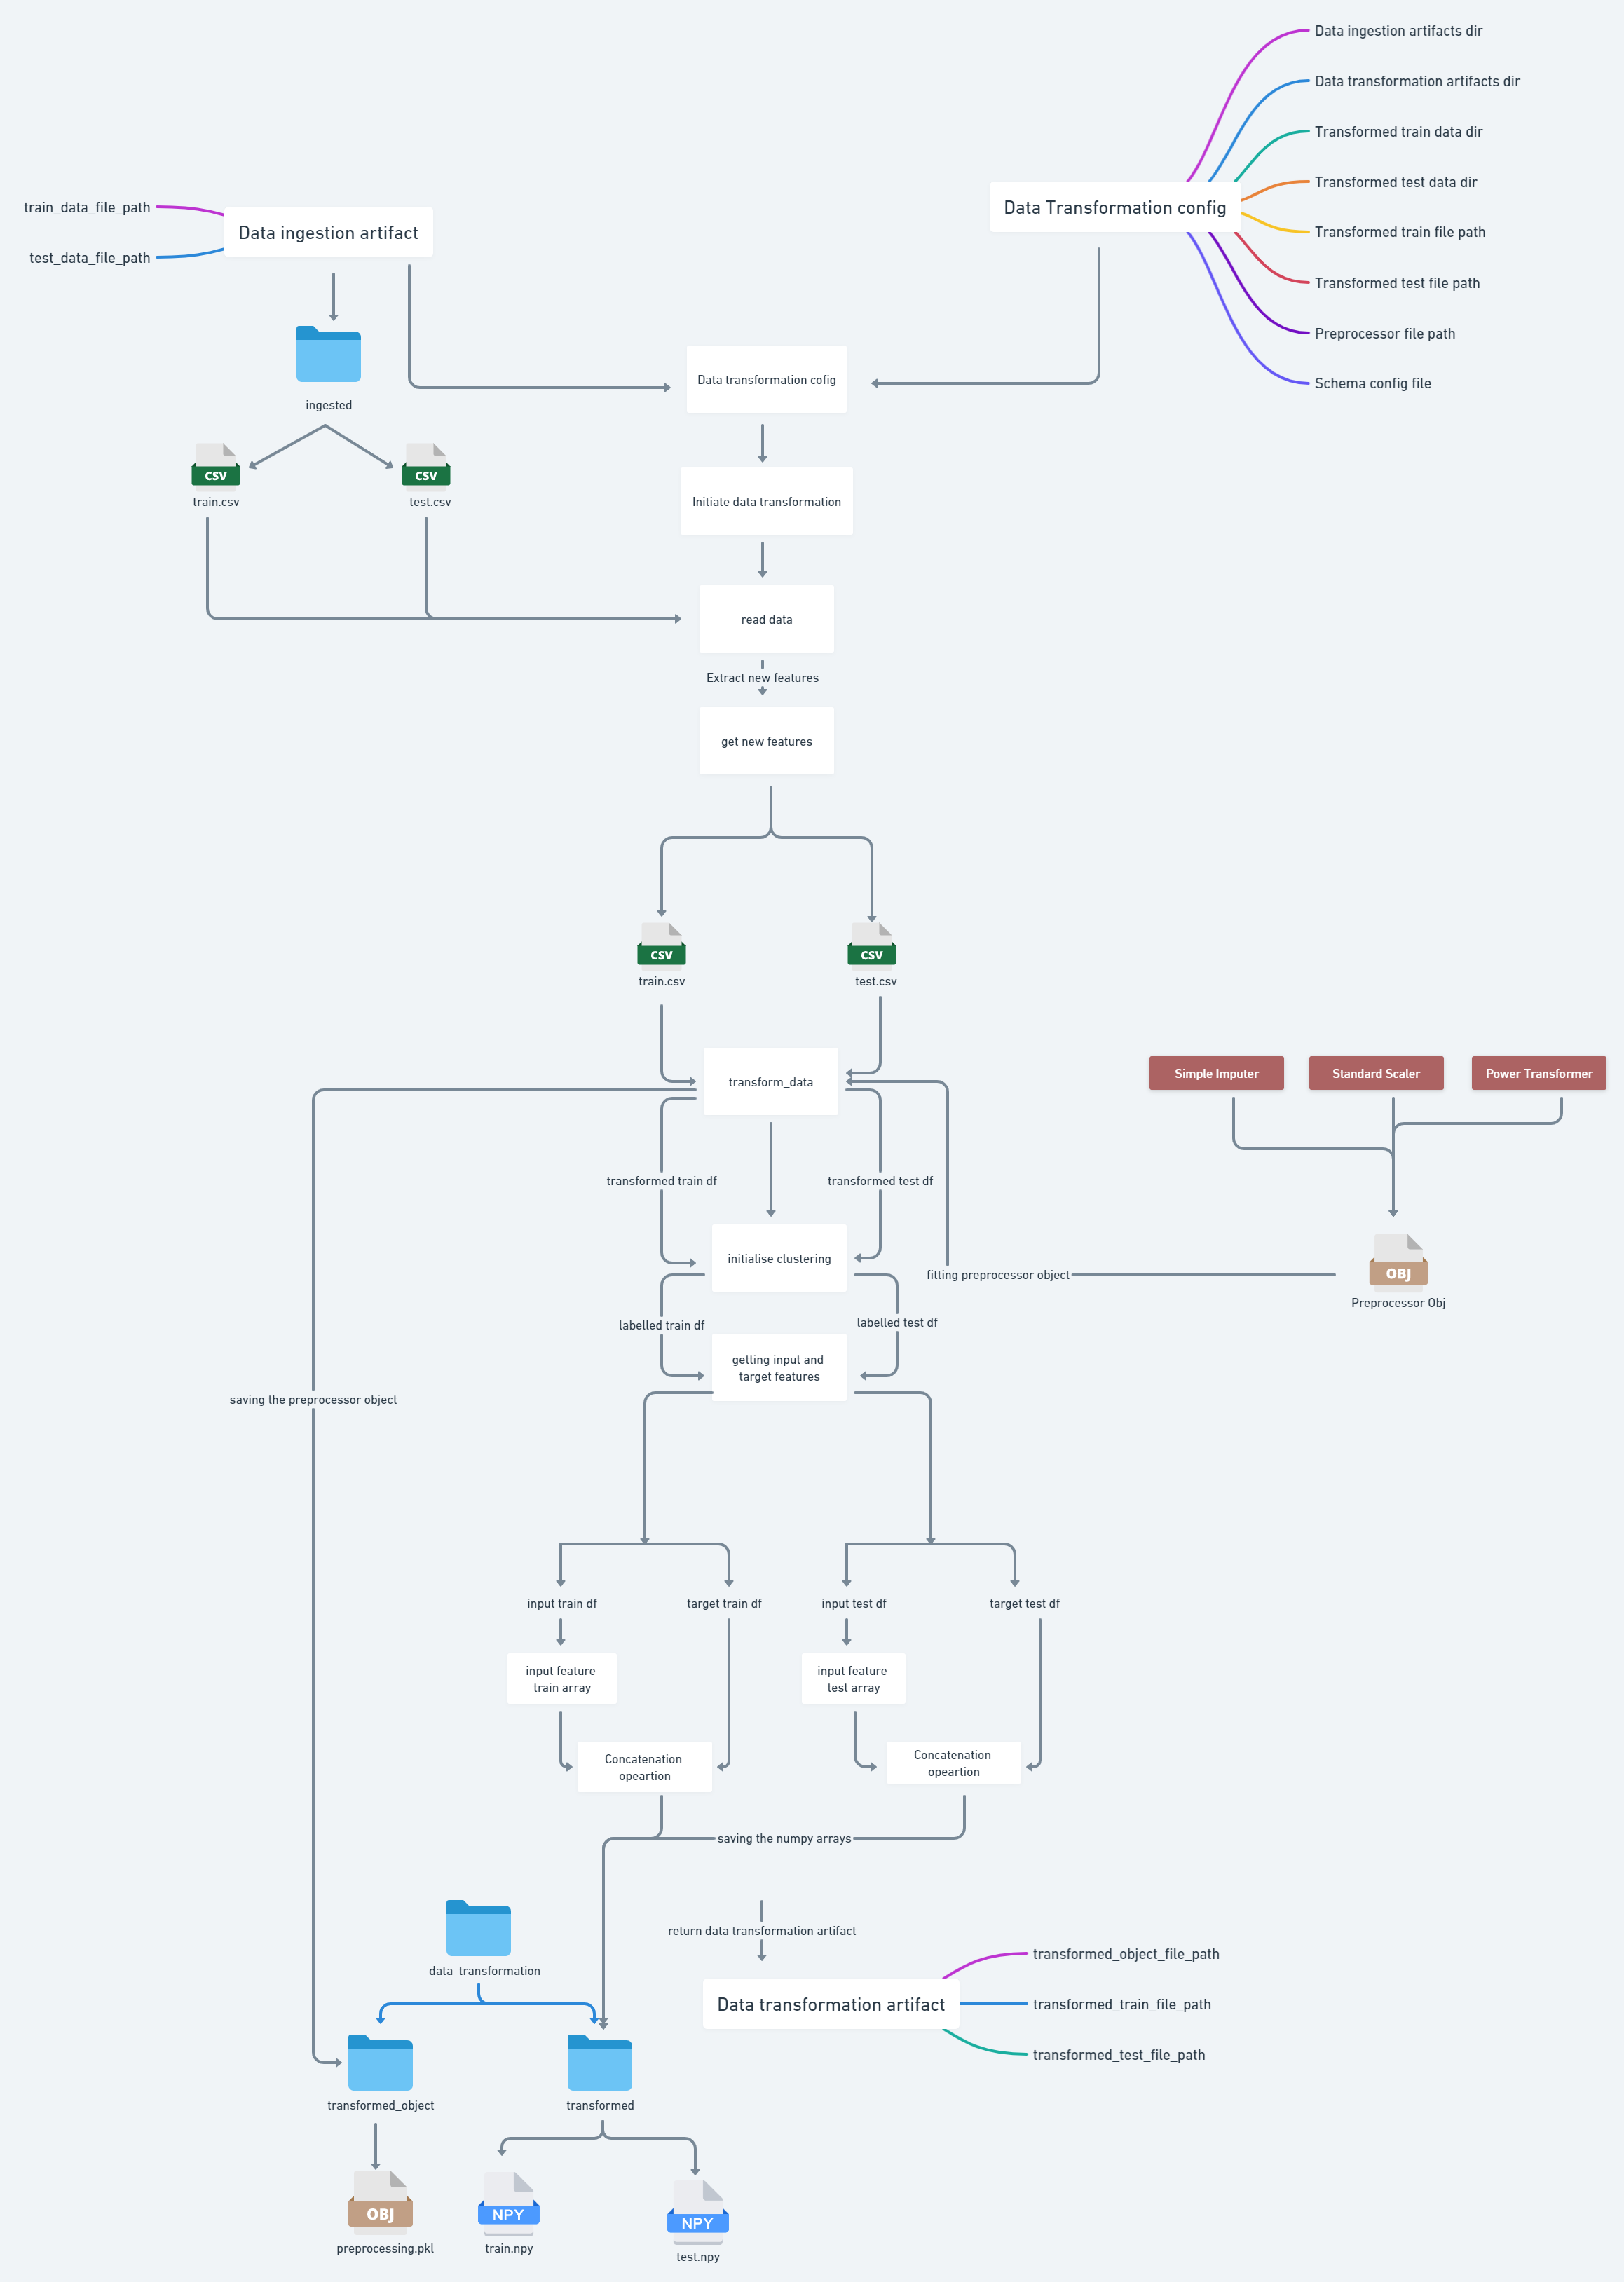 Data ingestion artifacts dir
Data transformation artifacts dir
Transformed train data dir
Transformed test data dir
Data Transformation config
Transformed train file path
Transformed test file path
Preprocessor file path
Schema config file
train_data_file_path
Data ingestion artifact
test_data_file_path
ingested
CSV
train.csv
CSV
test.csv
Data transformation cofig
Initiate data transformation
read data
Extract new features
get new features
CSV
train.csv
CSV
test.csv
transform_data
Simple Imputer
Standard Scaler
Power Transformer
transformed train df
transformed test df
initialise clustering
fitting preprocessor object
OBJ
Preprocessor Obj
labelled train df
labelled test df
getting input and
target features
saving the preprocessor object
input train df
target train df
input test df
target test df
input feature
train array
input feature
test array
Concatenation
opeartion
Concatenation
opeartion
saving the numpy arrays
return data transformation artifact
data_transformation
Data transformation artifact
transformed_object_file_path
transformed_train_file_path
transformed_test_file_path
transformed_object
transformed
OBJ
preprocessing.pkl
NPY
train.npy
NPY
test.npy